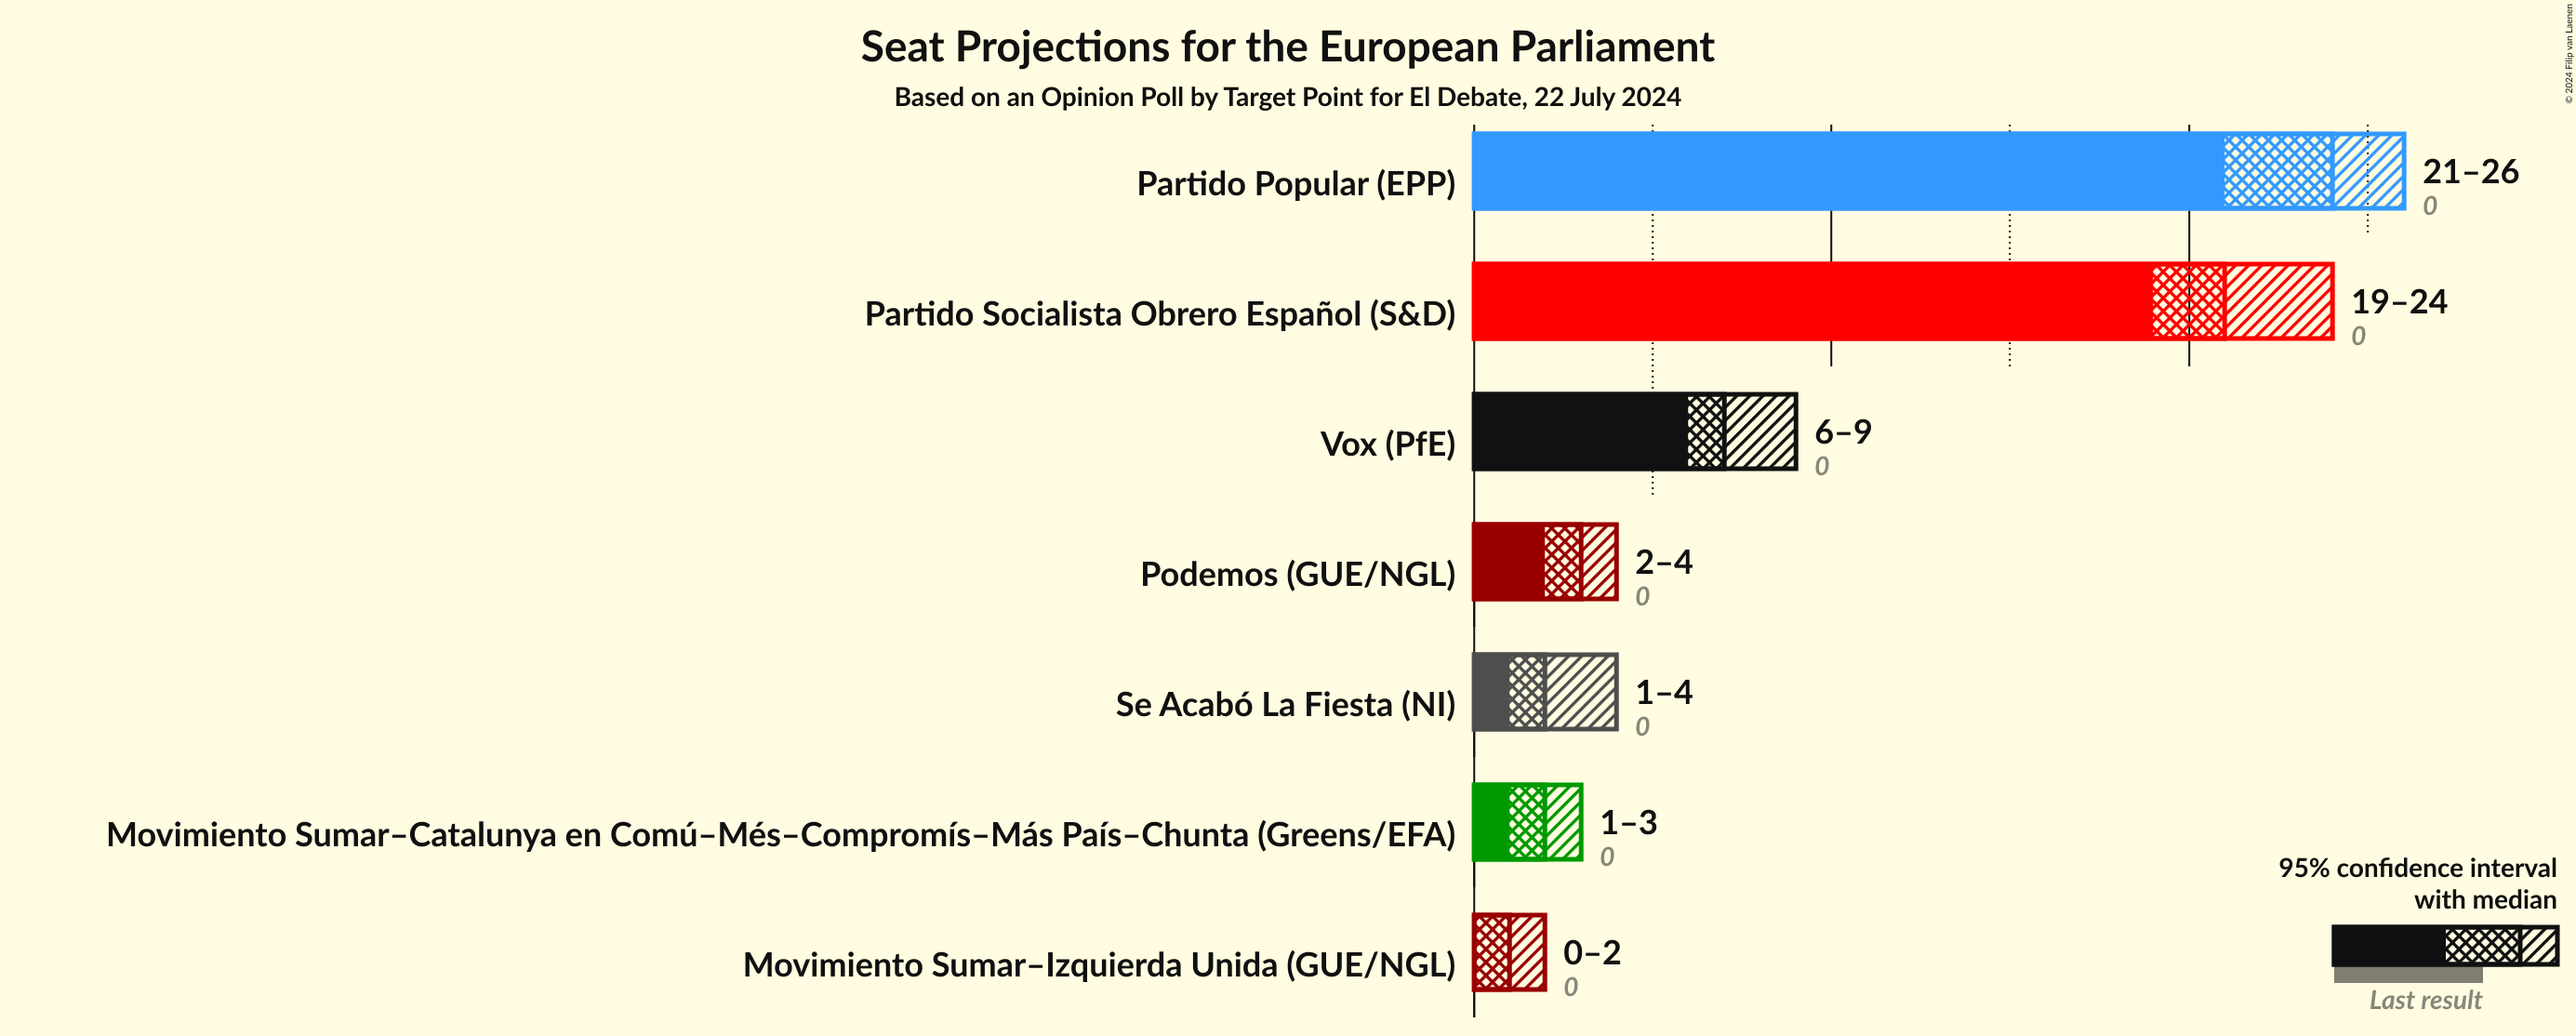 Seat Projections for the European Parliament
Based on an Opinion Poll by Target Point for El Debate, 22 July 2024
© 2024 Filip van Laenen
Partido Popular (EPP)
21–26
0
Partido Socialista Obrero Español (S&D)
19–24
0
Vox (PfE)
6–9
0
Podemos (GUE/NGL)
2–4
0
Se Acabó La Fiesta (NI)
1–4
0
Movimiento Sumar–Catalunya en Comú–Més–Compromís–Más País–Chunta (Greens/EFA)
1–3
0
Movimiento Sumar–Izquierda Unida (GUE/NGL)
0–2
0
95% confidence interval
with median
Last result